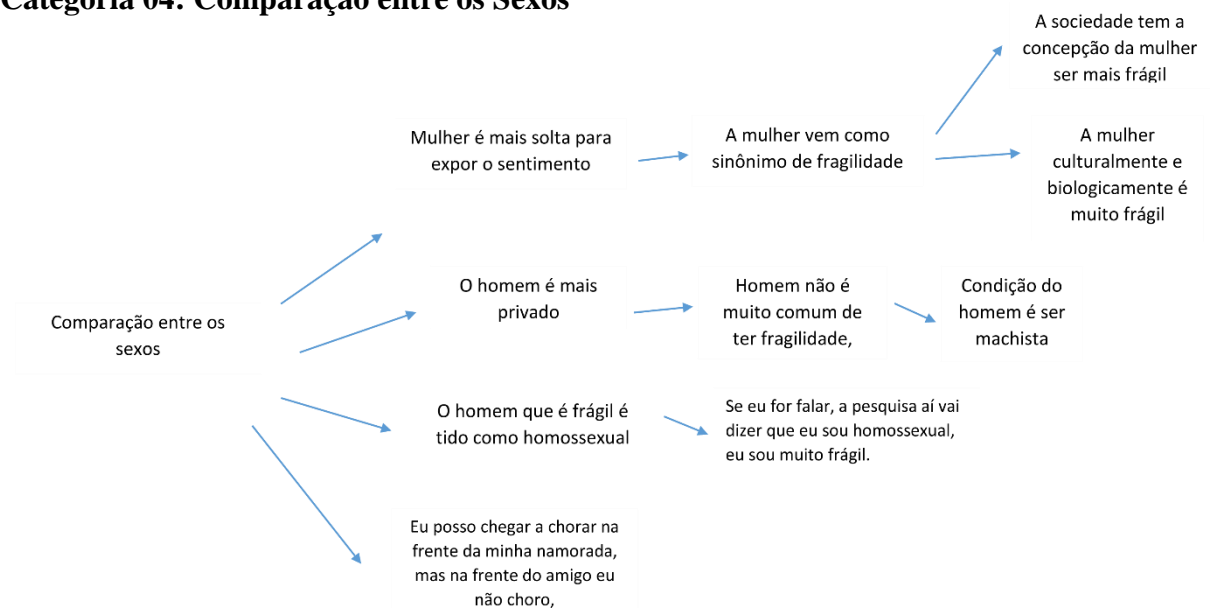 Categoria 04: Comparação entre os Sexos
A sociedade tem a
concepção da mulher
ser mais frágil
Mulher é mais solta para
expor o sentimento
A mulher vem como
sinônimo de fragilidade
A mulher
culturalmente e
biologicamente é
muito frágil
O homem é mais
privado
Homem não é
muito comum de
ter fragilidade,
Condição do
homem é ser
machista
Comparação entre os
sexos
O homem que é frágil é
tido como homossexual
Se eu for falar, a pesquisa aí vai
dizer que eu sou homossexual,
eu sou muito frágil.
Eu posso chegar a chorar na
frente da minha namorada,
mas na frente do amigo eu
não choro,